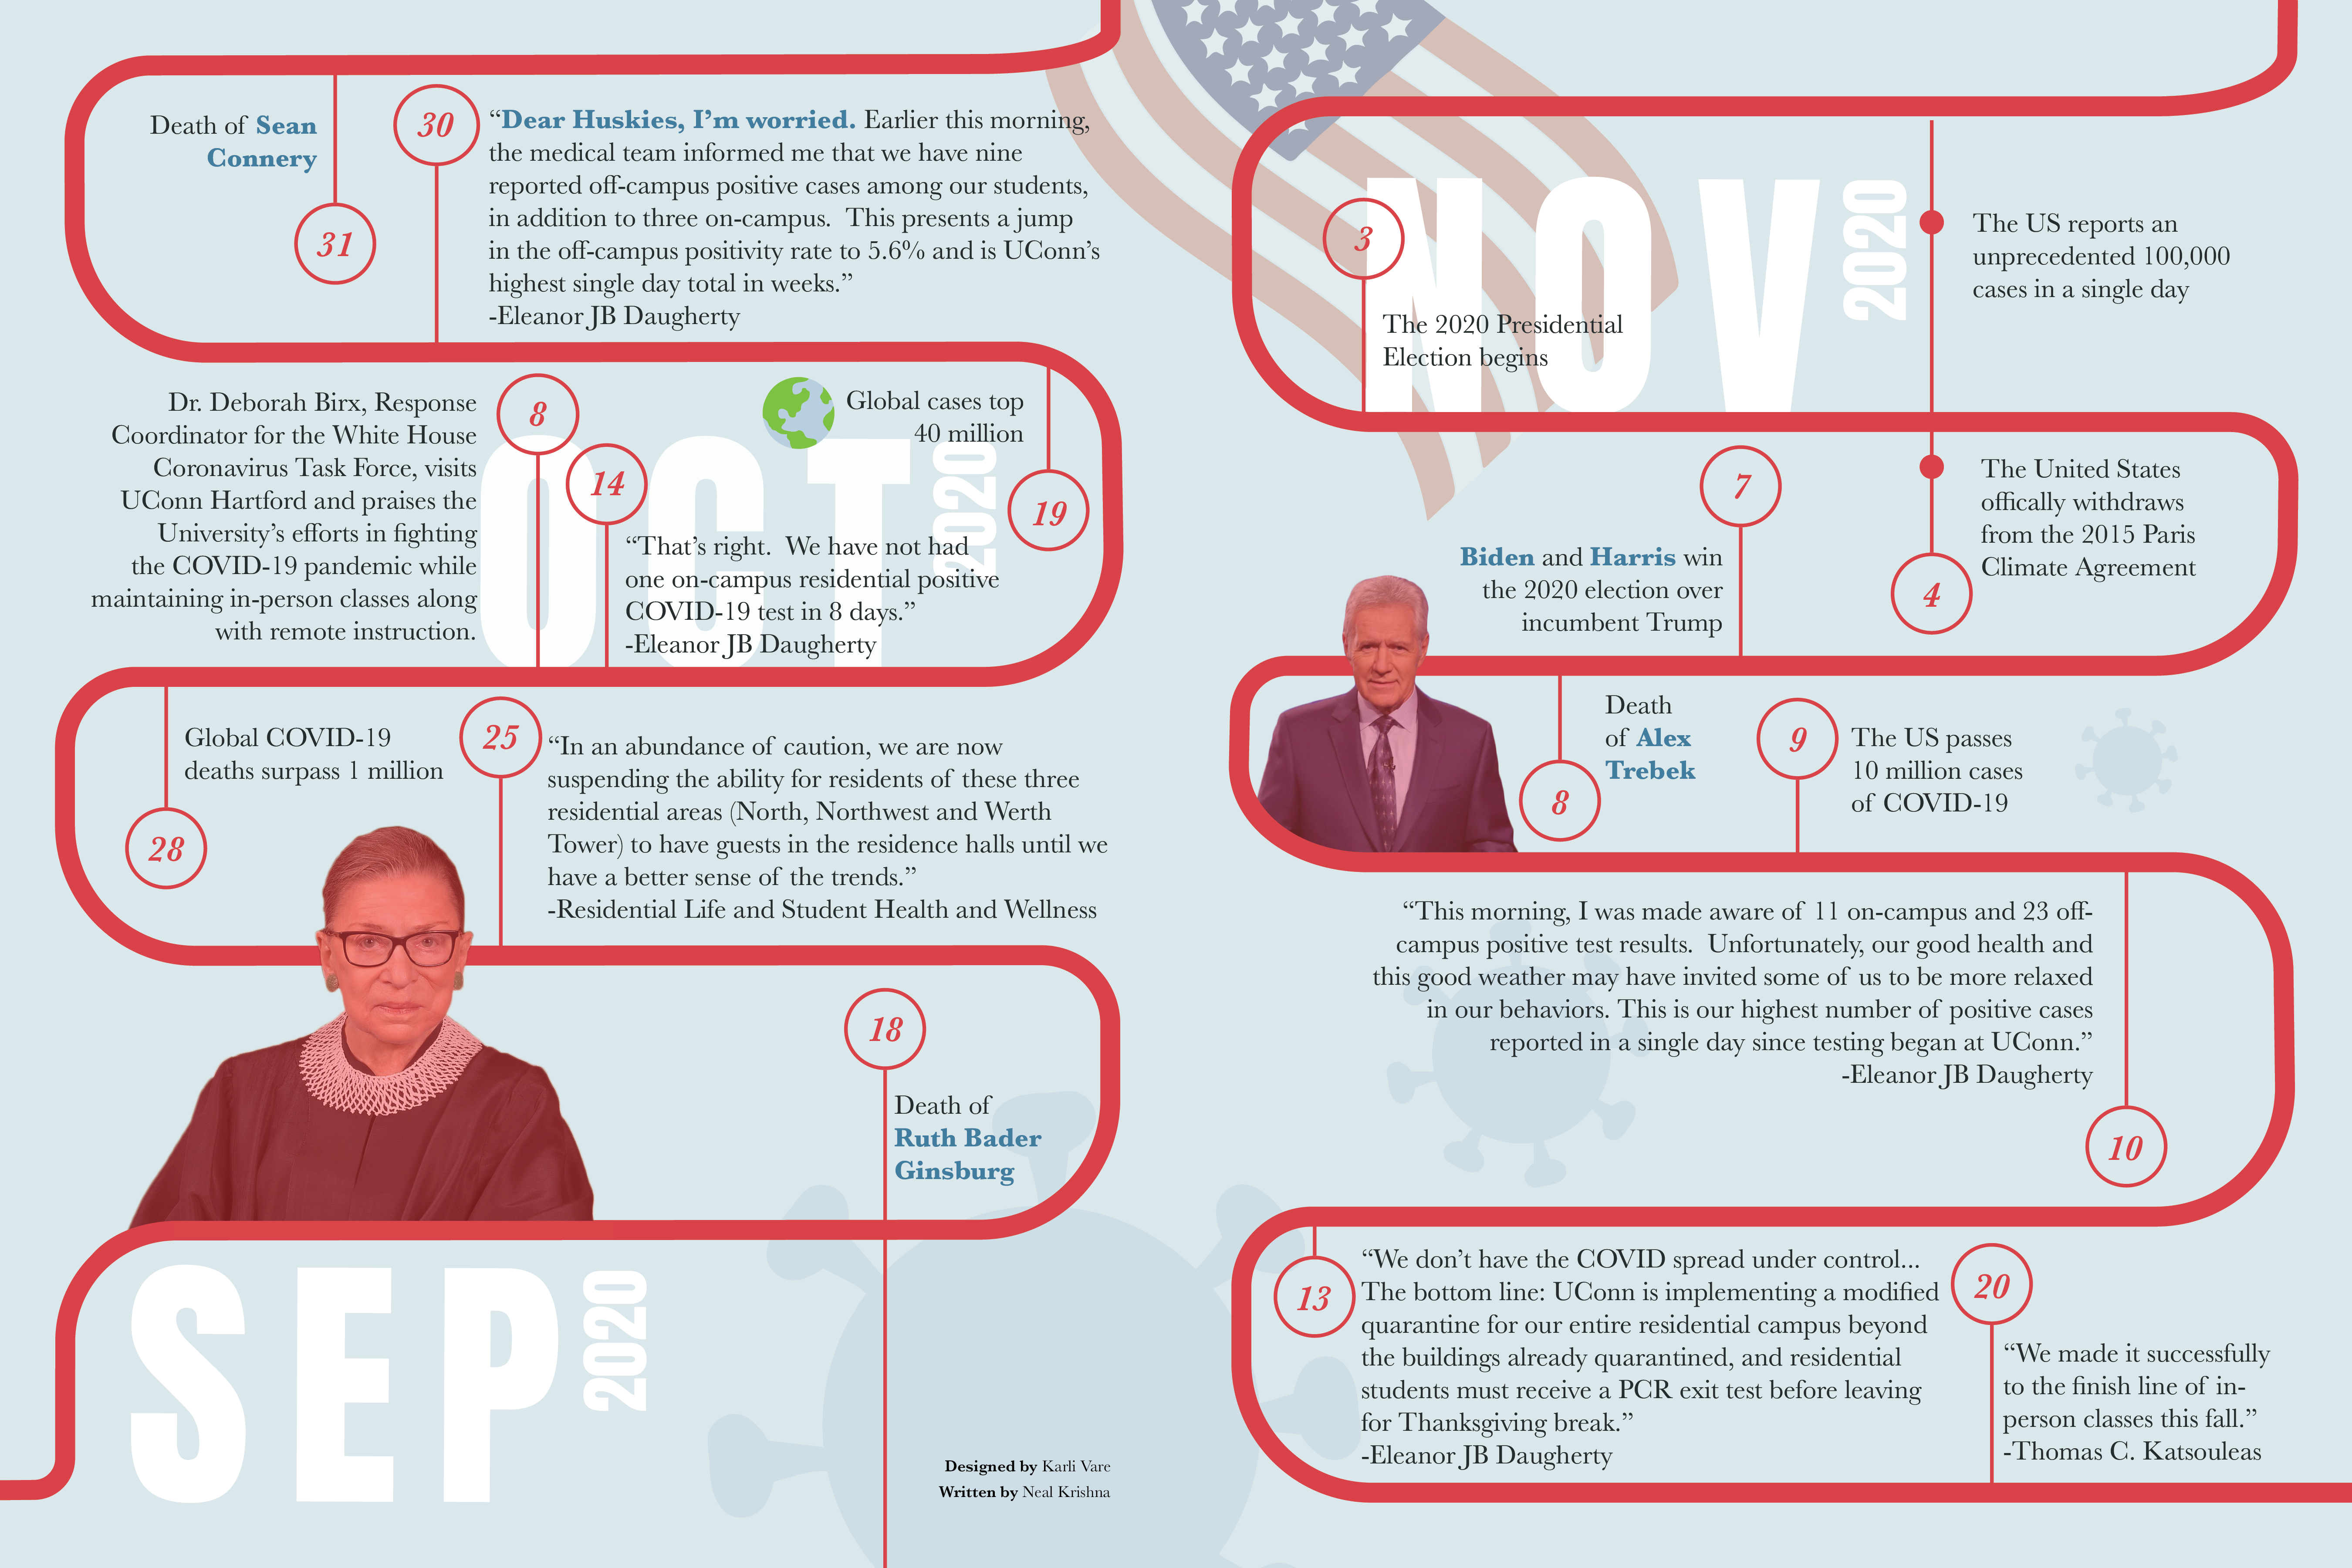 Death of Sean
Connery
31
30
“Dear Huskies, I’m worried. Earlier this morning,
the medical team informed me that we have nine
reported off-campus positive cases among our students,
in addition to three on-campus. This presents a jump
in the off-campus positivity rate to 5.6% and is UConn’s
highest single day total in weeks.”
-Eleanor JB Daugherty
Dr. Deborah Birx, Response
Coordinator for the White House
Coronavirus Task Force, visits
UConn Hartford and praises the
University’s efforts in fighting
the COVID-19 pandemic while
maintaining in-person classes along
with remote instruction.
8
14
OCT
2020
“That’s right. We have not had
one on-campus residential positive
COVID-19 test in 8 days.”
-Eleanor JB Daugherty
Global cases top
40 million
19
Global COVID-19
deaths surpass 1 million
28
25
“In an abundance of caution, we are now
suspending the ability for residents of these three
residential areas (North, Northwest and Werth
Tower) to have guests in the residence halls until we
have a better sense of the trends.”
-Residential Life and Student Health and Wellness
18
Death of
Ruth Bader
Ginsburg
SEP
2020
Designed by Karli Vare
Written by Neal Krishna
3
NOV
2020
The 2020 Presidential
Election begins
The US reports an
unprecedented 100,000
cases in a single day
The United States
offically withdraws
from the 2015 Paris
Climate Agreement
4
7
Biden and Harris win
the 2020 election over
incumbent Trump
8
Death
of Alex
Trebek
9
The US passes
10 million cases
of COVID-19
“This morning, I was made aware of 11 on-campus and 23 off-
campus positive test results. Unfortunately, our good health and
this good weather may have invited some of us to be more relaxed
in our behaviors. This is our highest number of positive cases
reported in a single day since testing began at UConn.”
-Eleanor JB Daugherty
10
13
“We don’t have the COVID spread under control...
The bottom line: UConn is implementing a modified
quarantine for our entire residential campus beyond
the buildings already quarantined, and residential
students must receive a PCR exit test before leaving
for Thanksgiving break.”
-Eleanor JB Daugherty
20
“We made it successfully
to the finish line of in-
person classes this fall.”
-Thomas C. Katsouleas